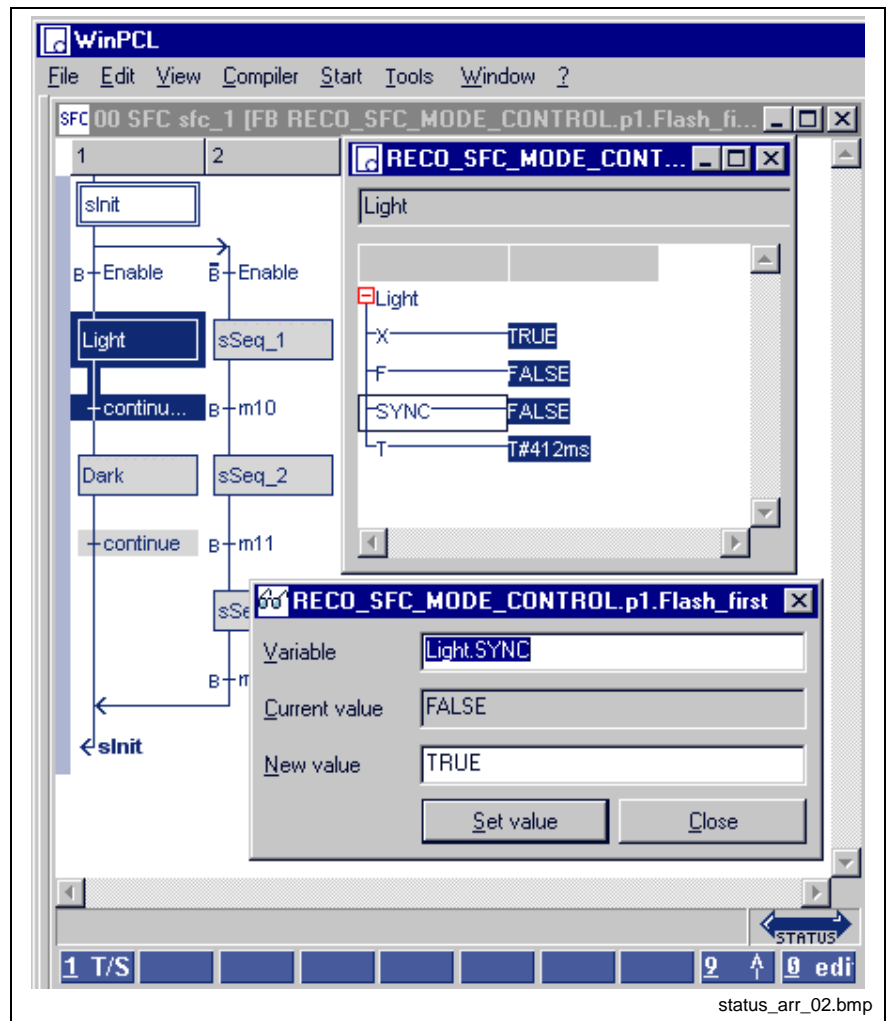 WinPCL
File Edit View Compiler Start Tools Window ?
SFC 00 SFC sfc_1 [FB RECO_SFC_MODE_CONTROL.p1.Flash_fi...
1 2
RECO_SFC_MODE_CONT...
sInit
Light
B Enable B Enable
Light
Light sSeq_1
X TRUE
F FALSE
continu... B m10
SYNC FALSE
T T#412ms
Dark sSeq_2
continue B m11
sSe
RECO_SFC_MODE_CONTROL.p1.Flash_first
Variable Light.SYNC
B
Current value FALSE
sInit
New value TRUE
Set value Close
STATUS
1 T/S 9 0 edi
status_arr_02.bmp